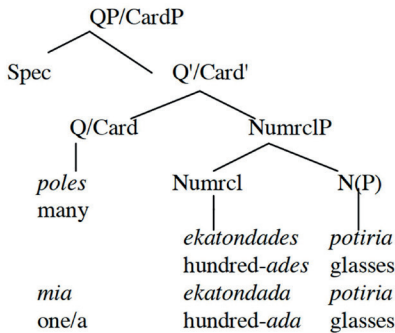 QP/CardP
Spec Q'/Card'
Q/Card NumrclP
poles Numrcl N(P)
many
ekatondades potiria
hundred-ades glasses
mia ekatondada potiria
one/a hundred-ada glasses